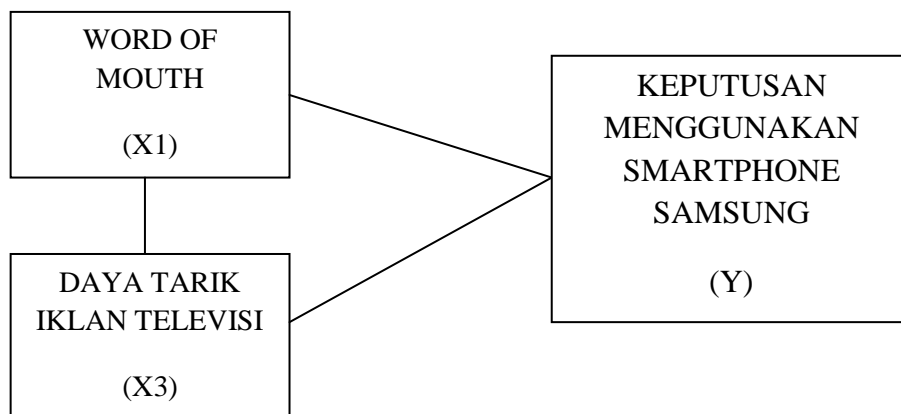 WORD OF
MOUTH
(X1)
DAYA TARIK
IKLAN TELEVISI
(X3)
KEPUTUSAN
MENGGUNAKAN
SMARTPHONE
SAMSUNG
(Y)